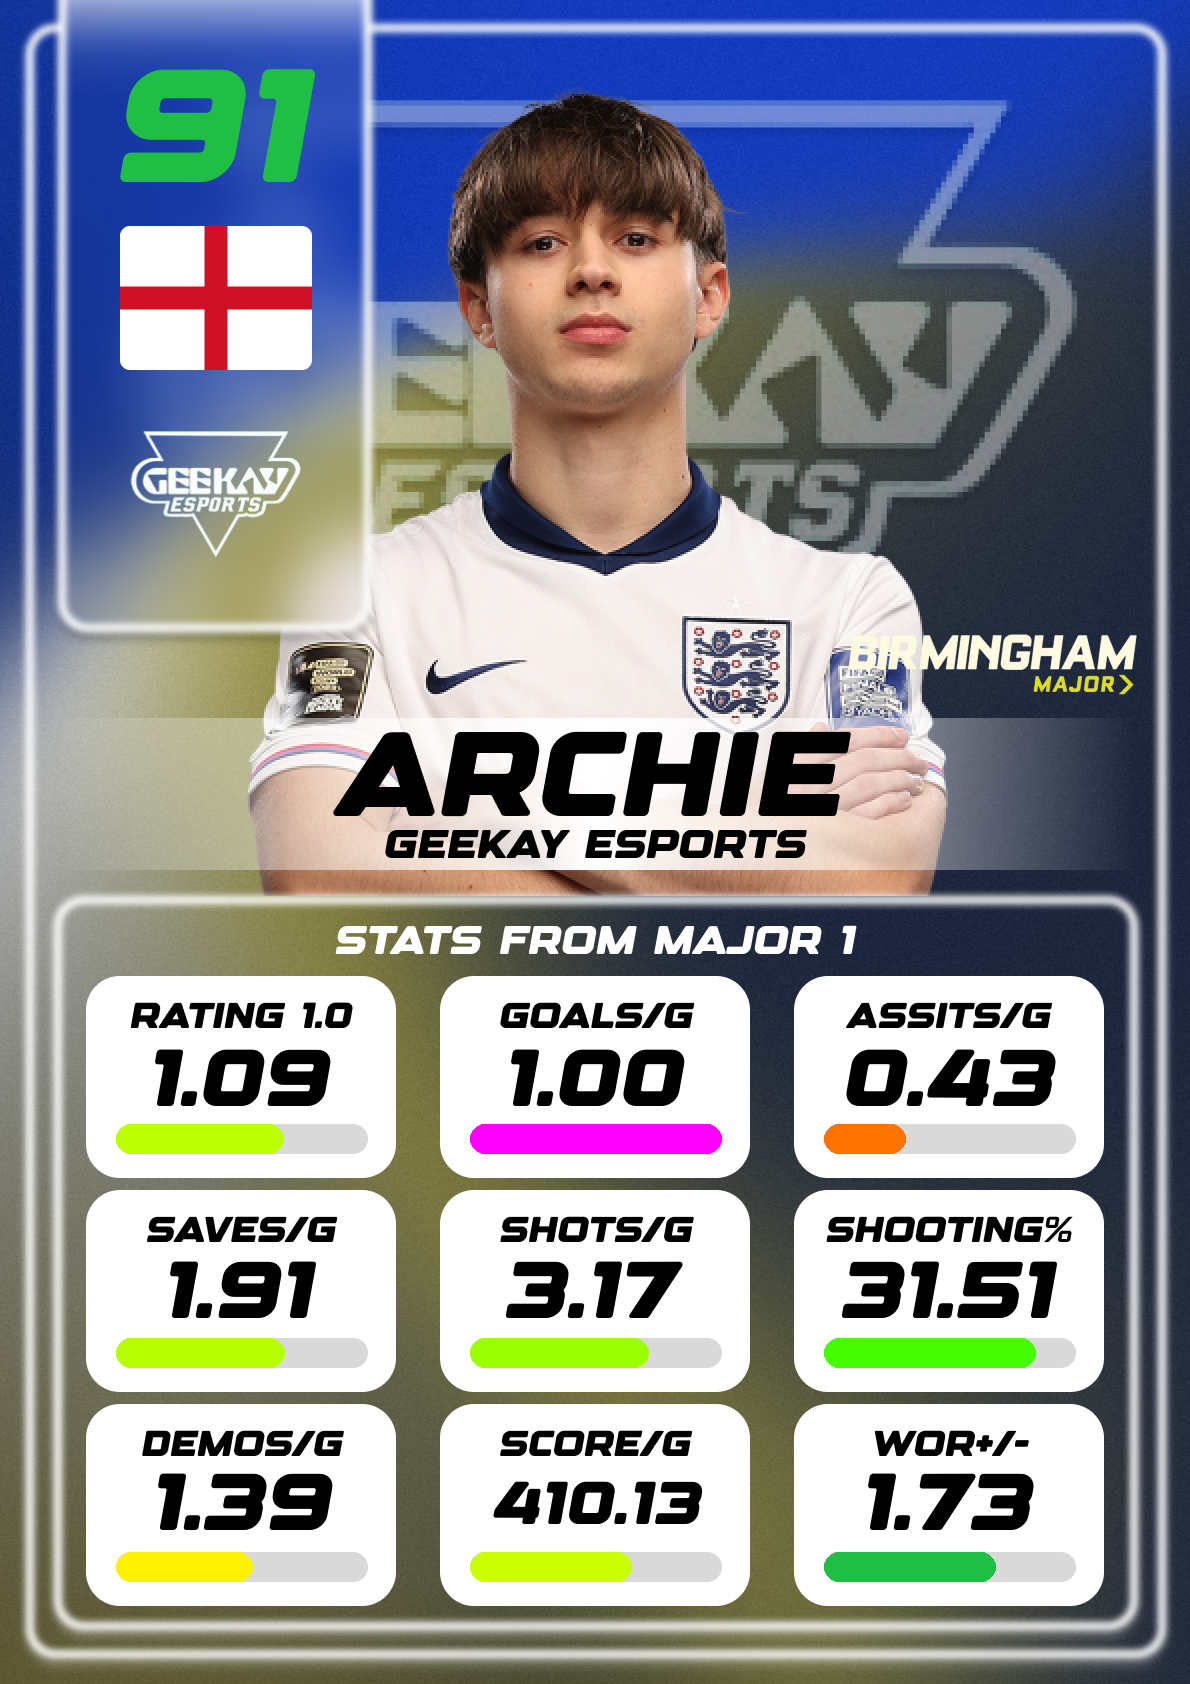 91
GEEKAY
ESPORTS
BIRMINGHAM
MAJOR
ARCHIE
GEEKAY ESPORTS
STATS FROM MAJOR 1
RATING 1.0
1.09
GOALS/G
1.00
ASSITS/G
0.43
SAVES/G
1.91
SHOTS/G
3.17
SHOOTING%
31.51
DEMOS/G
1.39
SCORE/G
410.13
WOR+/-
1.73